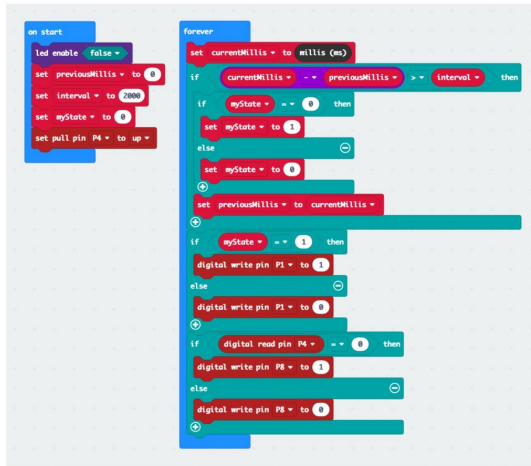 on start
led enable false
set previousMillis to 0
set interval to 2000
set myState to 0
set pull pin P4 to up
forever
set currentMillis to millis (ms)
if currentMillis - previousMillis > interval then
if myState = 0 then
set myState to 1
else
set myState to 0
set previousMillis to currentMillis
if myState = 1 then
digital write pin P1 to 1
else
digital write pin P1 to 0
if digital read pin P4 = 0 then
digital write pin P8 to 1
else
digital write pin P8 to 0